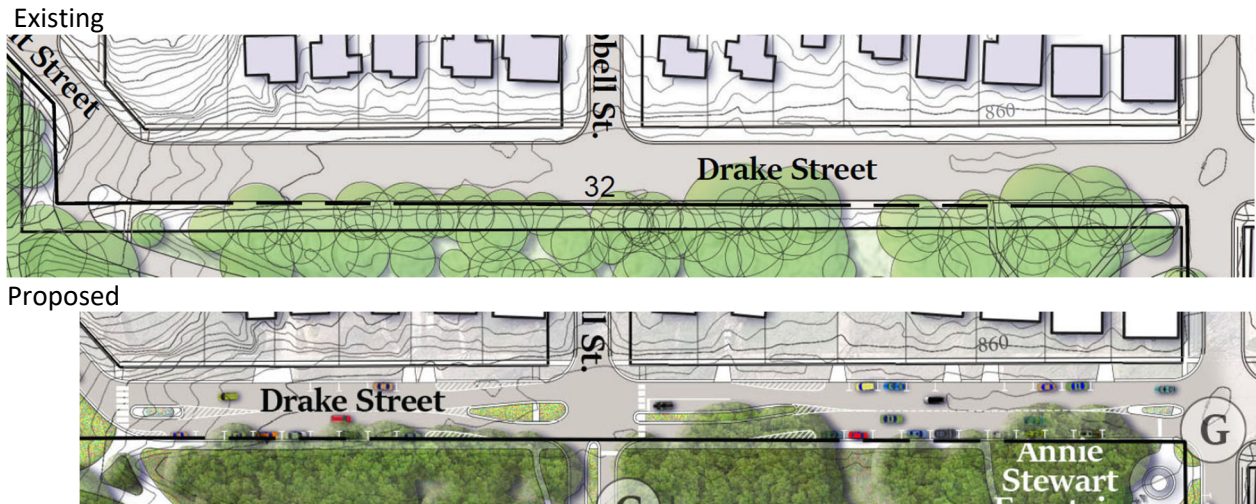 Existing
Street
bell St.
860
Drake Street
32
Proposed
St.
860
Drake Street
G
Annie
Stewart